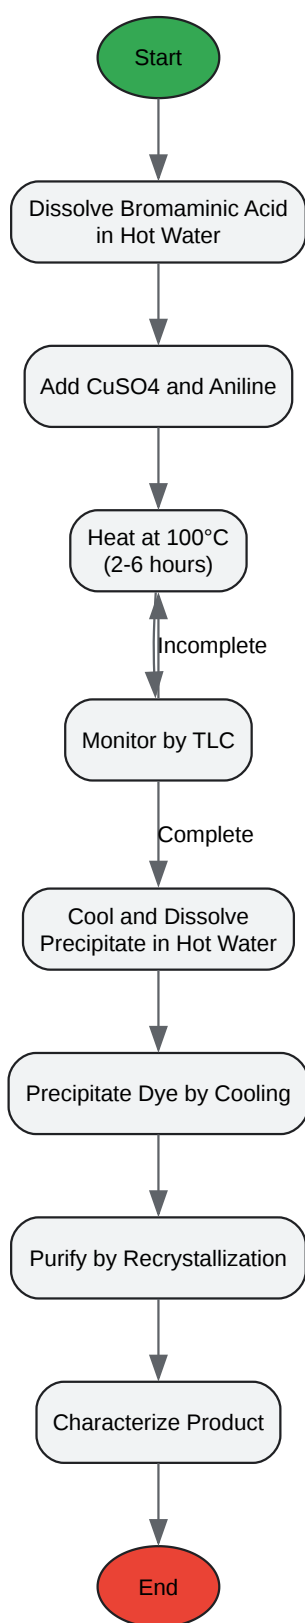 Start
Dissolve Bromaminic Acid
in Hot Water
Add CuSO4 and Aniline
Heat at 100°C
(2-6 hours)
Incomplete
Monitor by TLC
Complete
Cool and Dissolve
Precipitate in Hot Water
Precipitate Dye by Cooling
Purify by Recrystallization
Characterize Product
End